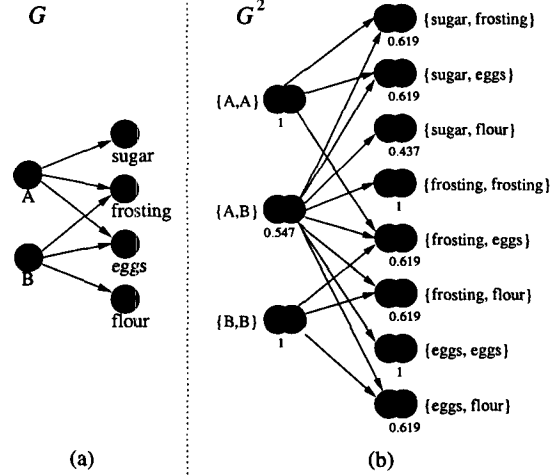 G
A
B
sugar
frosting
eggs
flour
(a)
G²
{A,A}
1
{A,B}
0.547
{B,B}
1
{sugar, frosting}
0.619
{sugar, eggs}
0.619
{sugar, flour}
0.437
{frosting, frosting}
1
{frosting, eggs}
0.619
{frosting, flour}
0.619
{eggs, eggs}
1
{eggs, flour}
0.619
(b)